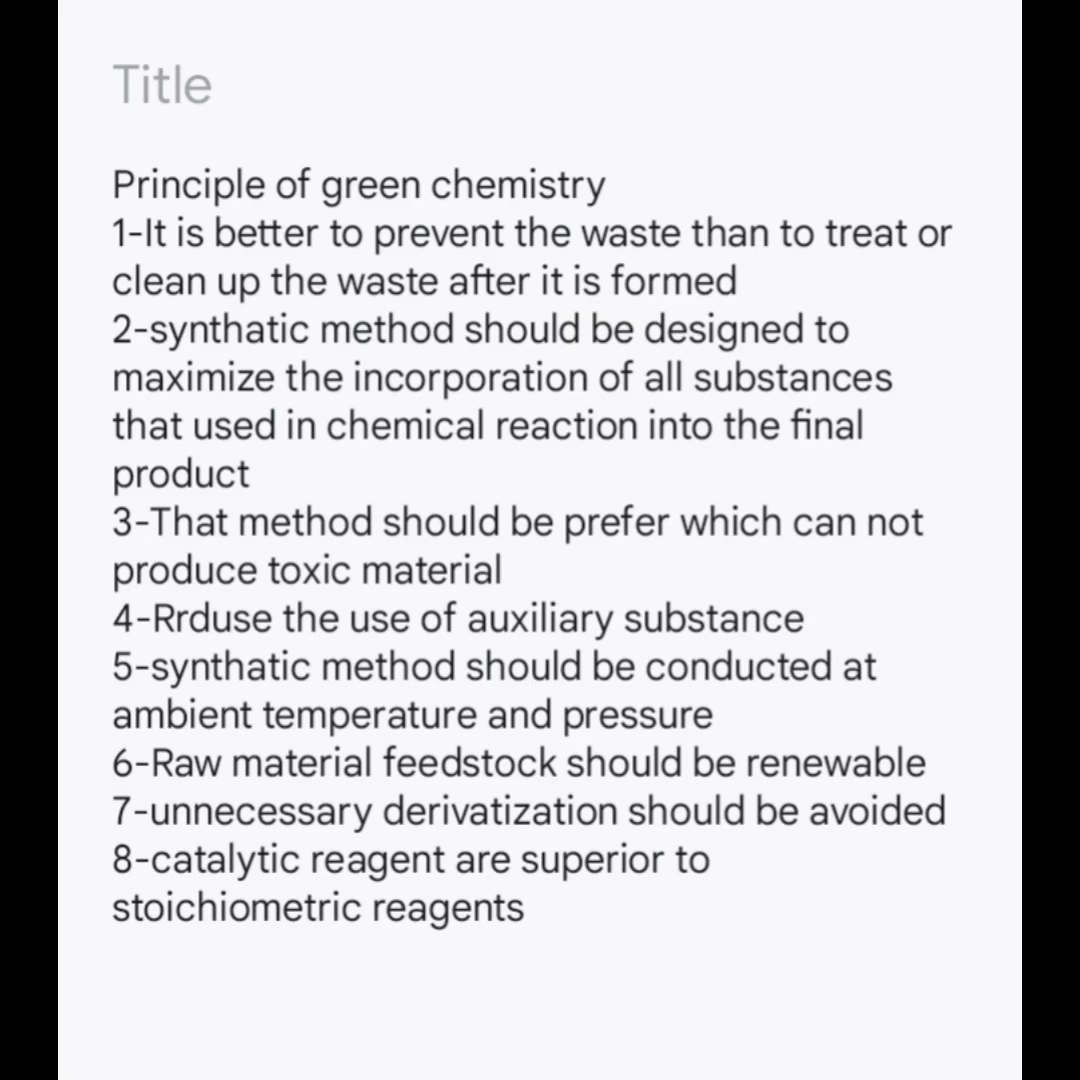 Title
Principle of green chemistry
1-It is better to prevent the waste than to treat or
clean up the waste after it is formed
2-synthatic method should be designed to
maximize the incorporation of all substances
that used in chemical reaction into the final
product
3-That method should be prefer which can not
produce toxic material
4-Rrduse the use of auxiliary substance
5-synthatic method should be conducted at
ambient temperature and pressure
6-Raw material feedstock should be renewable
7-unnecessary derivatization should be avoided
8-catalytic reagent are superior to
stoichiometric reagents